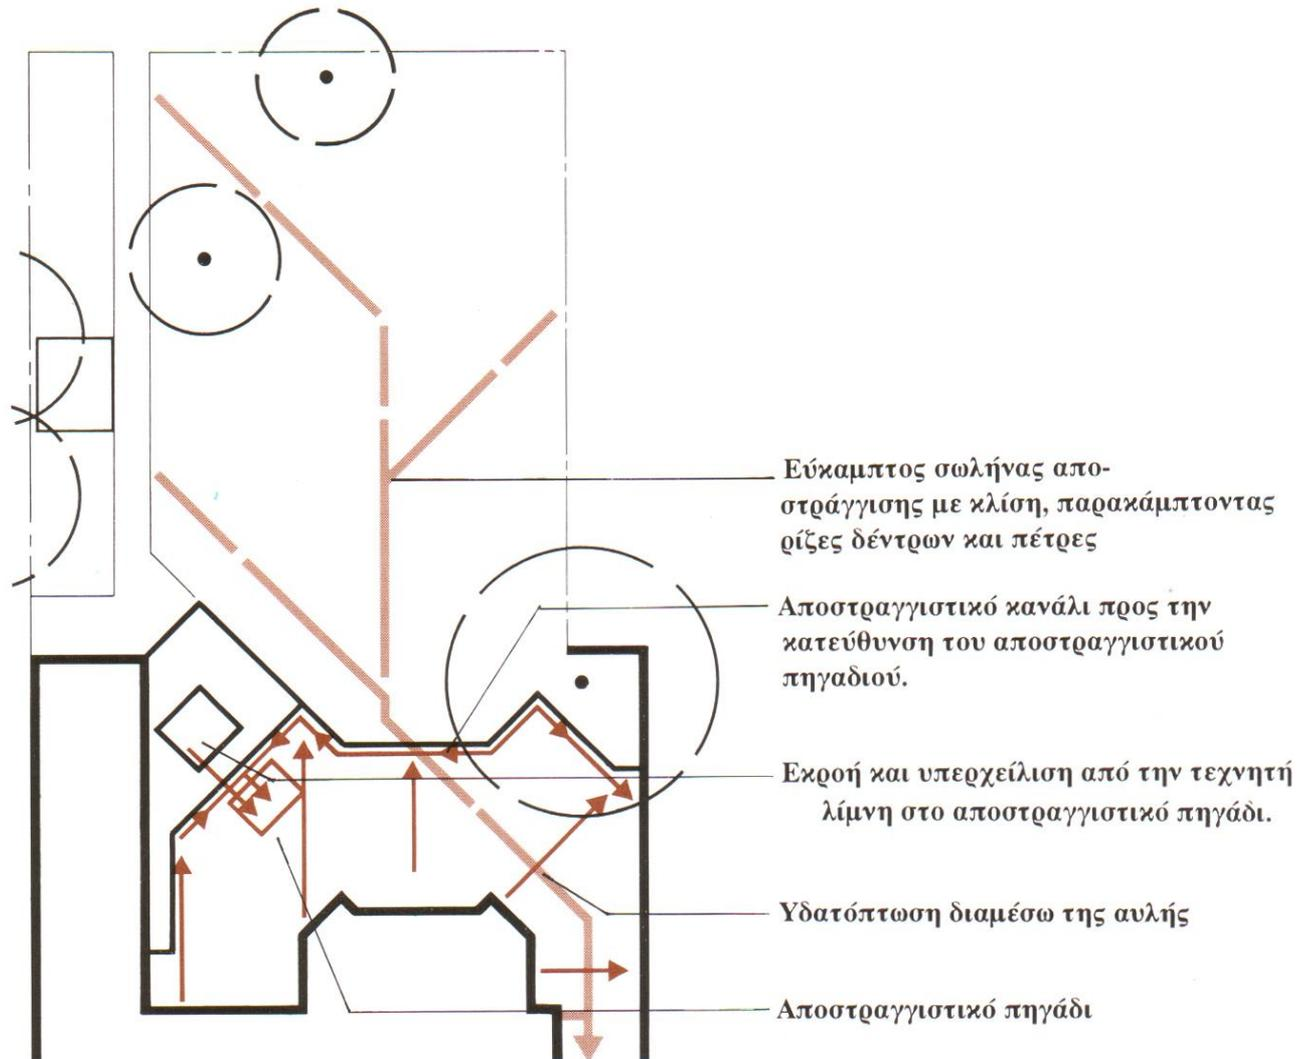 Εύκαμπτος σωλήνας απο-
στράγγισης με κλίση, παρακάμπτοντας
ρίζες δέντρων και πέτρες
Αποστραγγιστικό κανάλι προς την
κατεύθυνση του αποστραγγιστικού
πηγαδιού.
Εκροή και υπερχείλιση από την τεχνητή
λίμνη στο αποστραγγιστικό πηγάδι.
Υδατόπτωση διαμέσω της αυλής
Αποστραγγιστικό πηγάδι